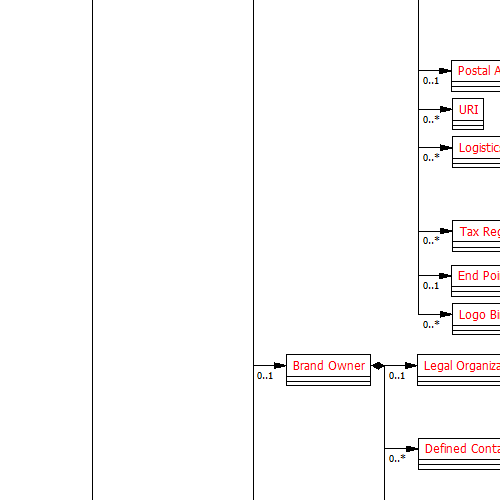 Postal A
0..1
URI
0..*
Logistics
0..*
Tax Reg
0..*
End Poi
0..1
Logo Bi
0..*
Brand Owner
0..1
Legal Organiza
0..1
Defined Conta
0..*